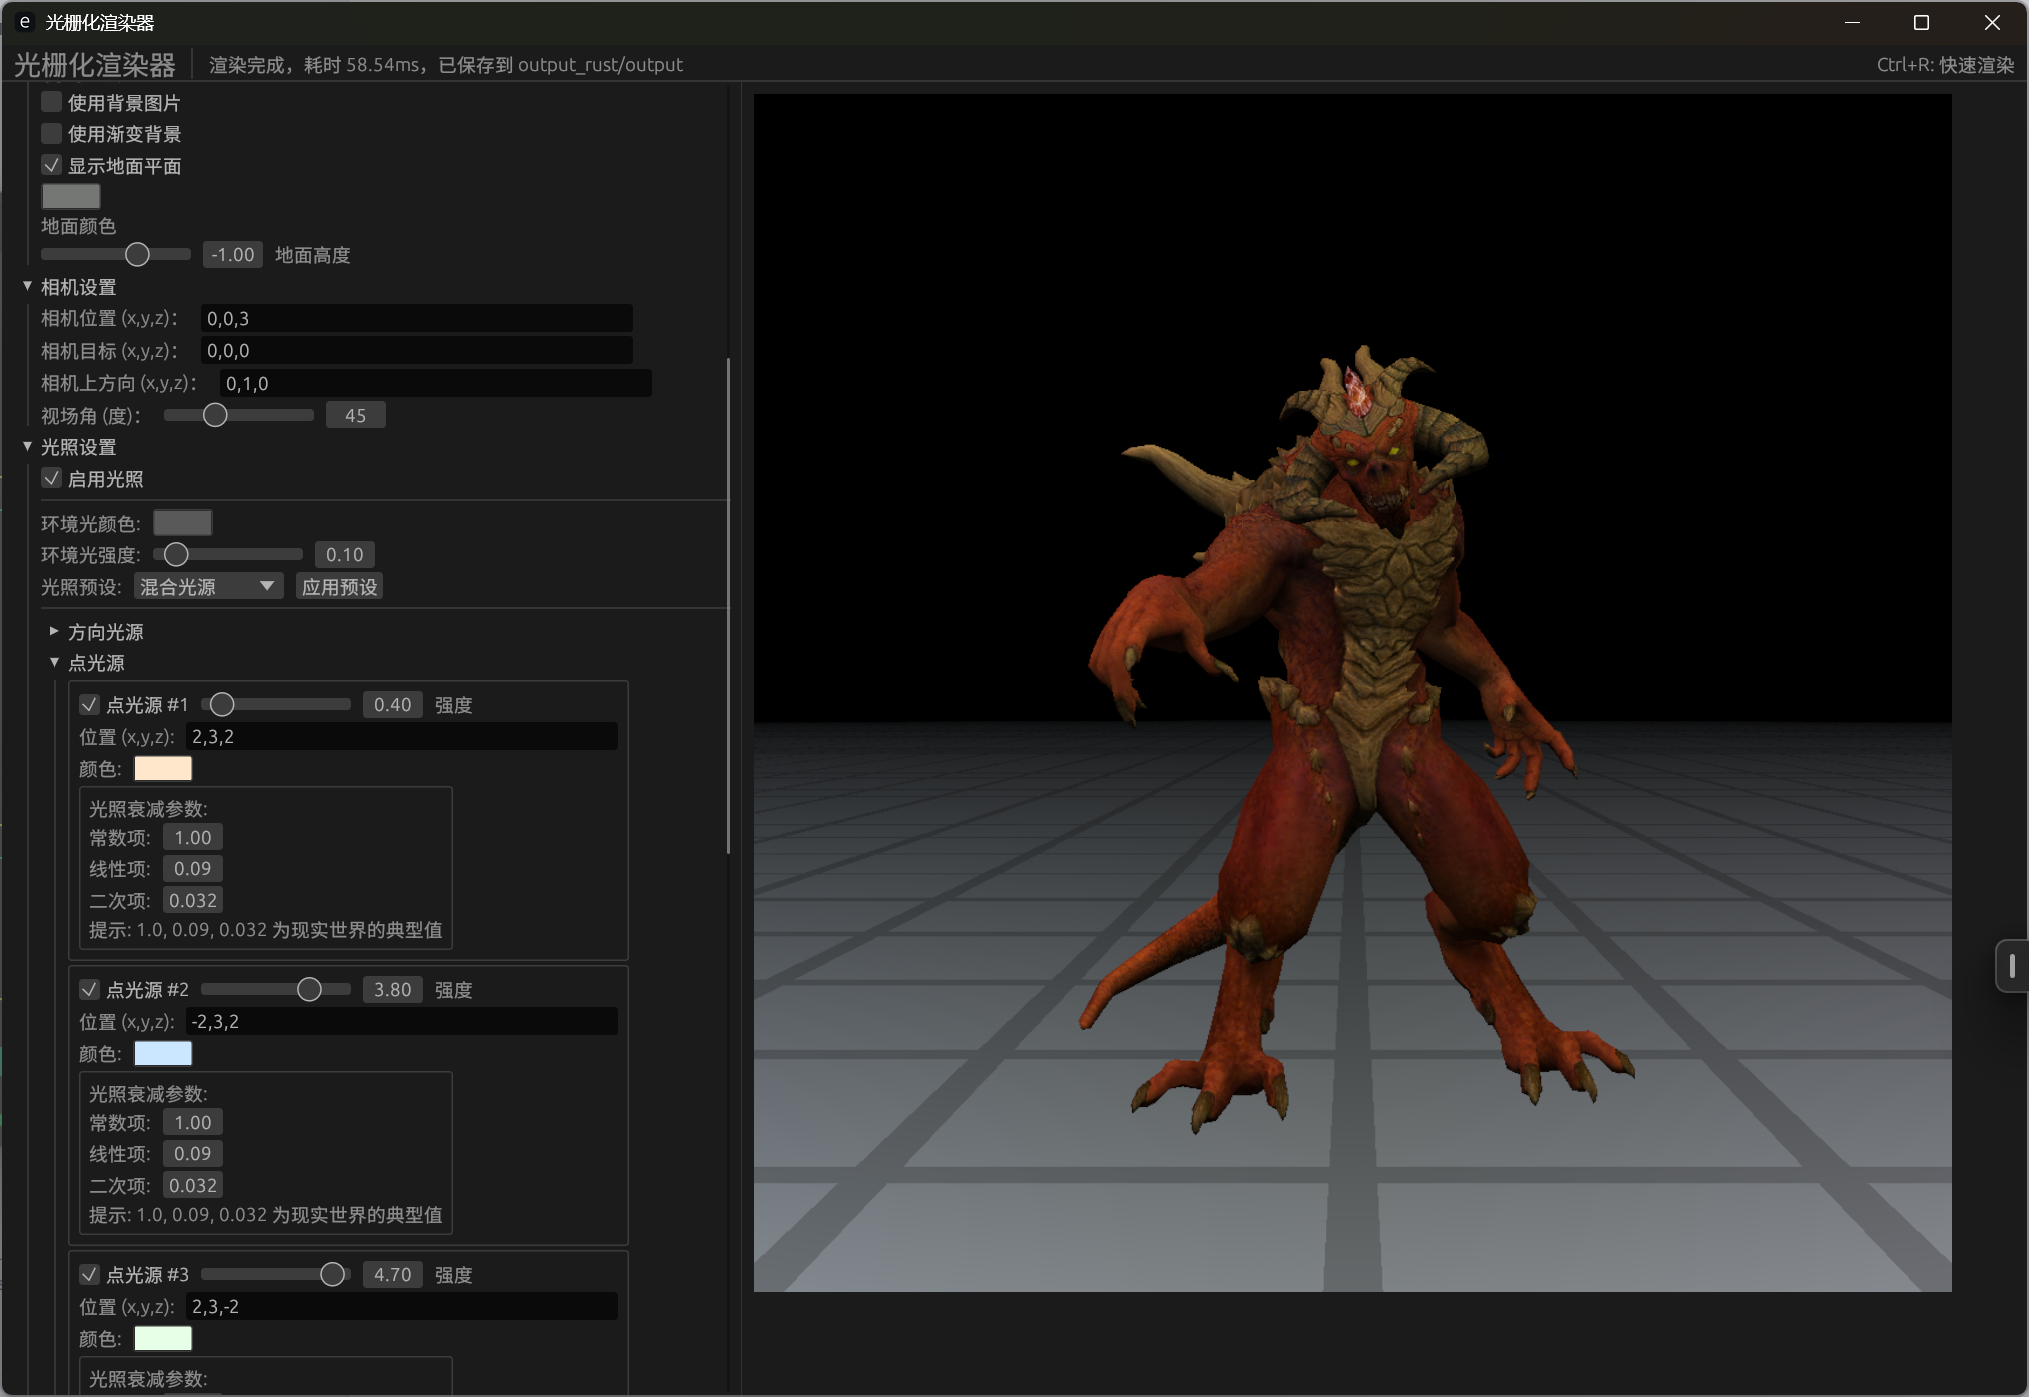 e 光栅化渲染器
光栅化渲染器 渲染完成，耗时 58.54ms，已保存到 output_rust/output Ctrl+R: 快速渲染
使用背景图片
使用渐变背景
显示地面平面
地面颜色
-1.00 地面高度
相机设置
相机位置 (x,y,z)： 0,0,3
相机目标 (x,y,z)： 0,0,0
相机上方向 (x,y,z)： 0,1,0
视场角 (度)： 45
光照设置
启用光照
环境光颜色:
环境光强度: 0.10
光照预设: 混合光源 应用预设
方向光源
点光源
点光源 #1 0.40 强度
位置 (x,y,z): 2,3,2
颜色:
光照衰减参数:
常数项: 1.00
线性项: 0.09
二次项: 0.032
提示: 1.0, 0.09, 0.032 为现实世界的典型值
点光源 #2 3.80 强度
位置 (x,y,z): -2,3,2
颜色:
光照衰减参数:
常数项: 1.00
线性项: 0.09
二次项: 0.032
提示: 1.0, 0.09, 0.032 为现实世界的典型值
点光源 #3 4.70 强度
位置 (x,y,z): 2,3,-2
颜色:
光照衰减参数: